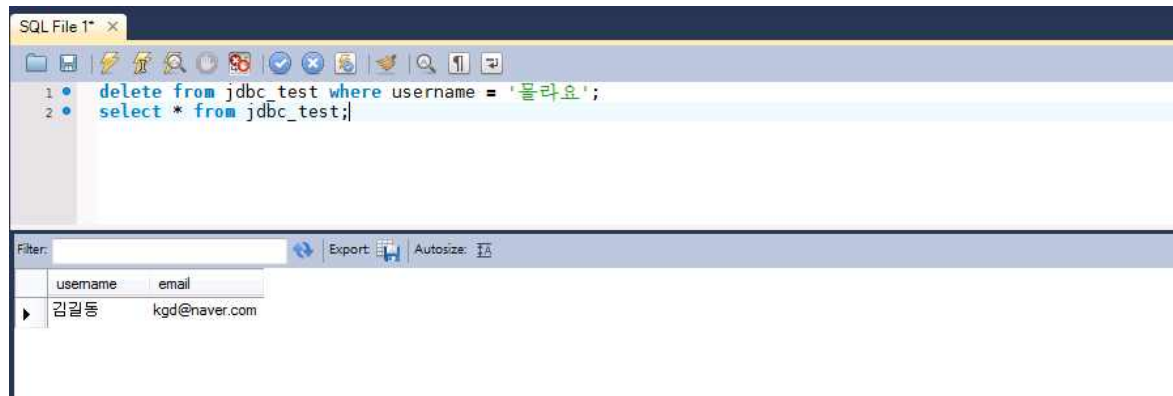 SQL File 1*
1 delete from jdbc_test where username = '몰라요';
2 select * from jdbc_test;
Filter: Export: Autosize:
username email
김길동 kgd@naver.com